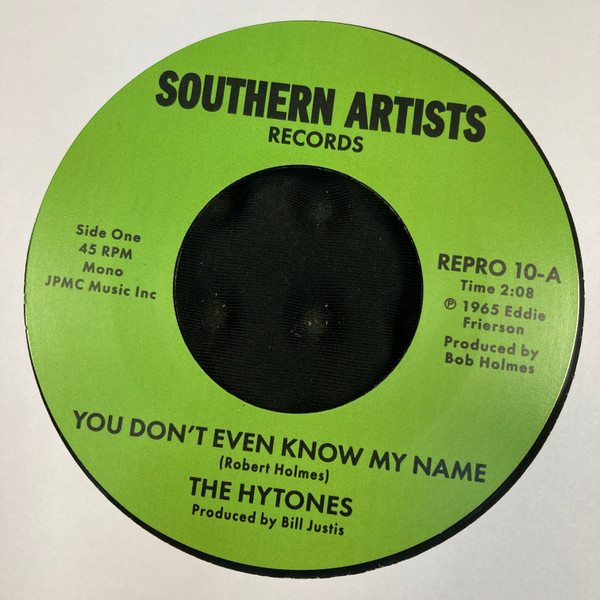 SOUTHERN ARTISTS
RECORDS
Side One
45 RPM
Mono
JPMC Music Inc
REPRO 10-A
Time 2:08
℗ 1965 Eddie
Frierson
Produced by
Bob Holmes
YOU DON'T EVEN KNOW MY NAME
(Robert Holmes)
THE HYTONES
Produced by Bill Justis